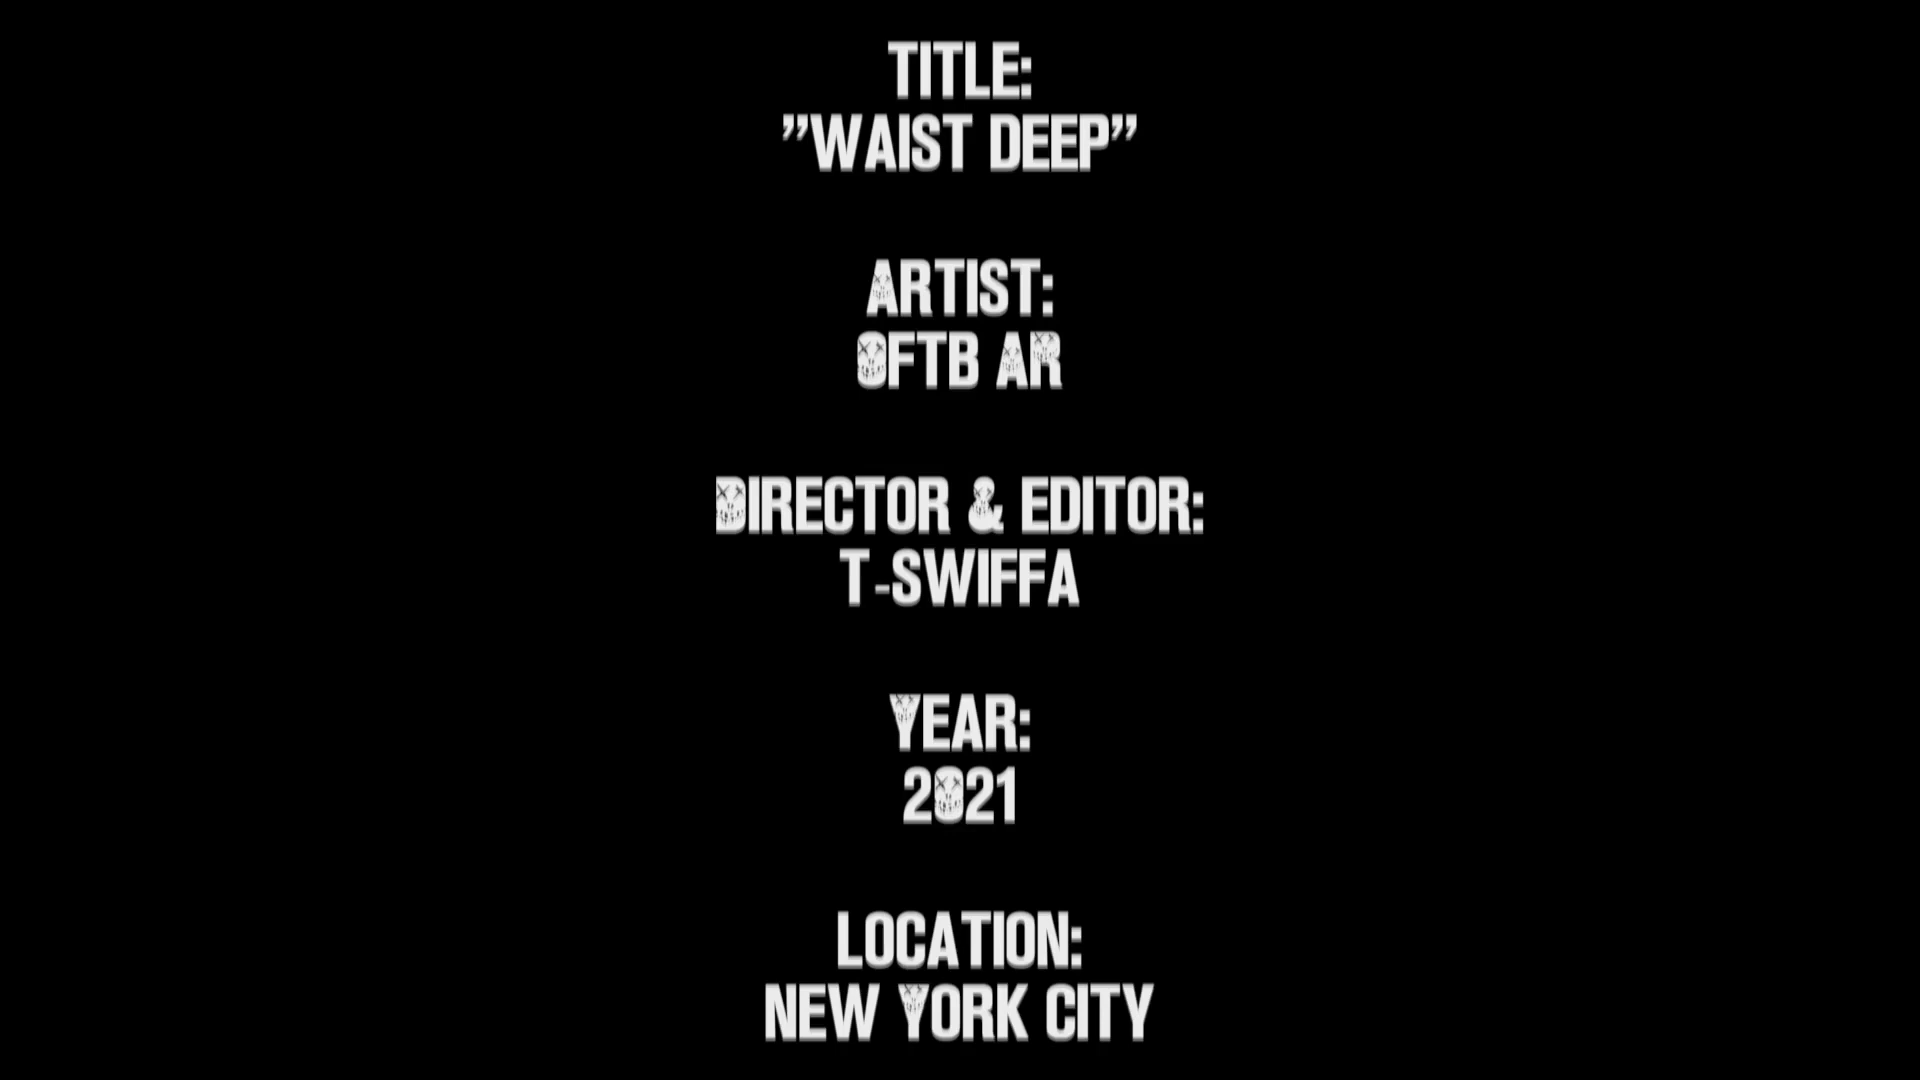 TITLE:
"WAIST DEEP"
ARTIST:
OFTB AR
DIRECTOR & EDITOR:
T-SWIFFA
YEAR:
2021
LOCATION:
NEW YORK CITY